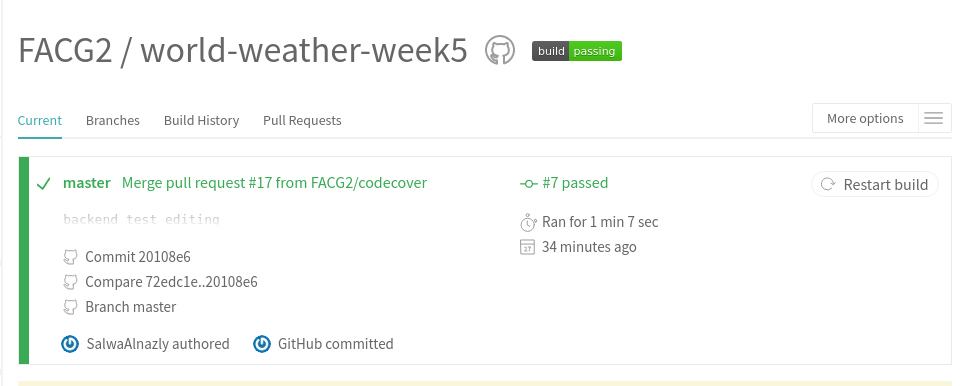 FACG2 / world-weather-week5 build passing
Current Branches Build History Pull Requests More options
master Merge pull request #17 from FACG2/codecover #7 passed Restart build
backend test editing
Ran for 1 min 7 sec
34 minutes ago
Commit 20108e6
Compare 72edc1e..20108e6
Branch master
SalwaAlnazly authored GitHub committed